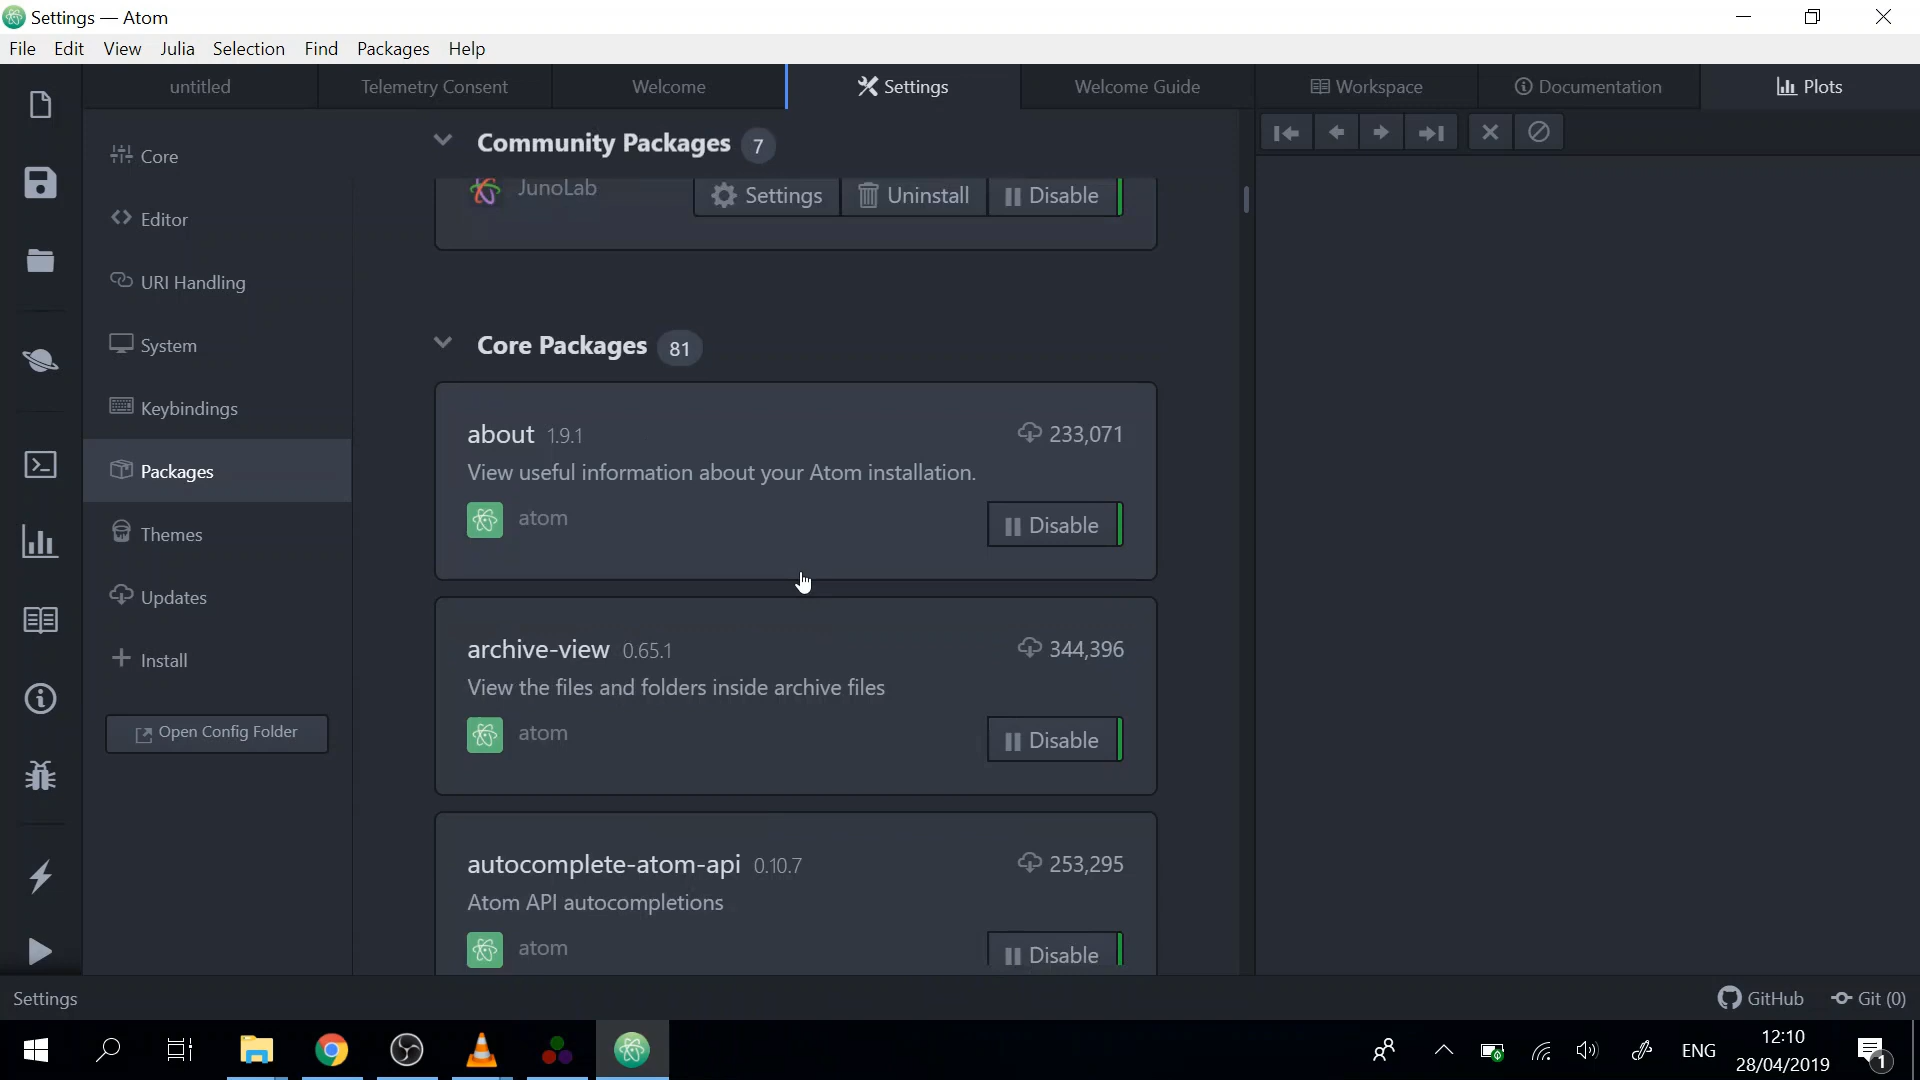 Settings — Atom
File Edit View Julia Selection Find Packages Help
untitled Telemetry Consent Welcome Settings Welcome Guide Workspace Documentation Plots
Core
Editor
URI Handling
System
Keybindings
Packages
Themes
Updates
Install
Open Config Folder
Community Packages 7
JunoLab Settings Uninstall Disable
Core Packages 81
about 1.9.1 233,071
View useful information about your Atom installation.
atom Disable
archive-view 0.65.1 344,396
View the files and folders inside archive files
atom Disable
autocomplete-atom-api 0.10.7 253,295
Atom API autocompletions
atom Disable
Settings GitHub Git (0)
ENG 12:10 1
28/04/2019